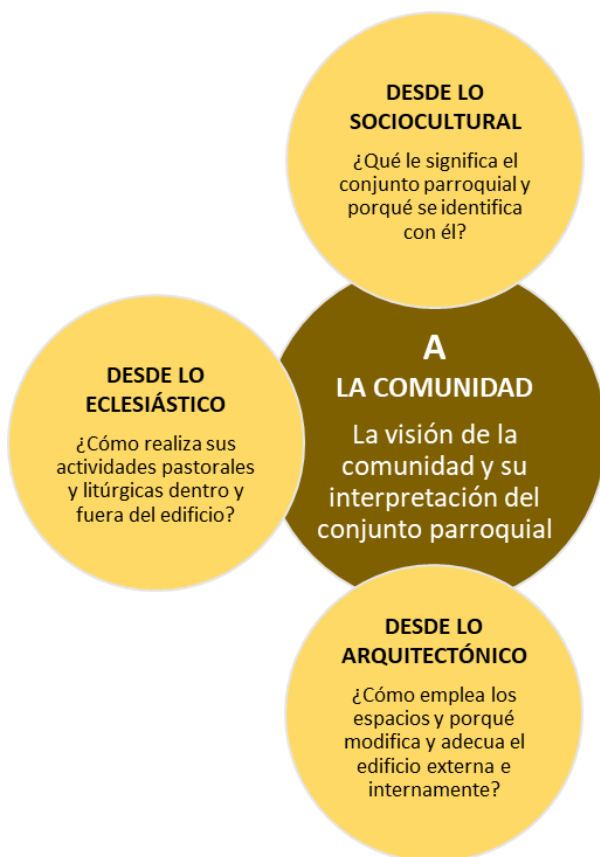 DESDE LO
SOCIOCULTURAL
¿Qué le significa el
conjunto parroquial y
porqué se identifica
con él?
A
LA COMUNIDAD
La visión de la
comunidad y su
interpretación del
conjunto parroquial
DESDE LO
ECLESIÁSTICO
¿Cómo realiza sus
actividades pastorales
y litúrgicas dentro y
fuera del edificio?
DESDE LO
ARQUITECTÓNICO
¿Cómo emplea los
espacios y porqué
modifica y adecua el
edificio externa e
internamente?